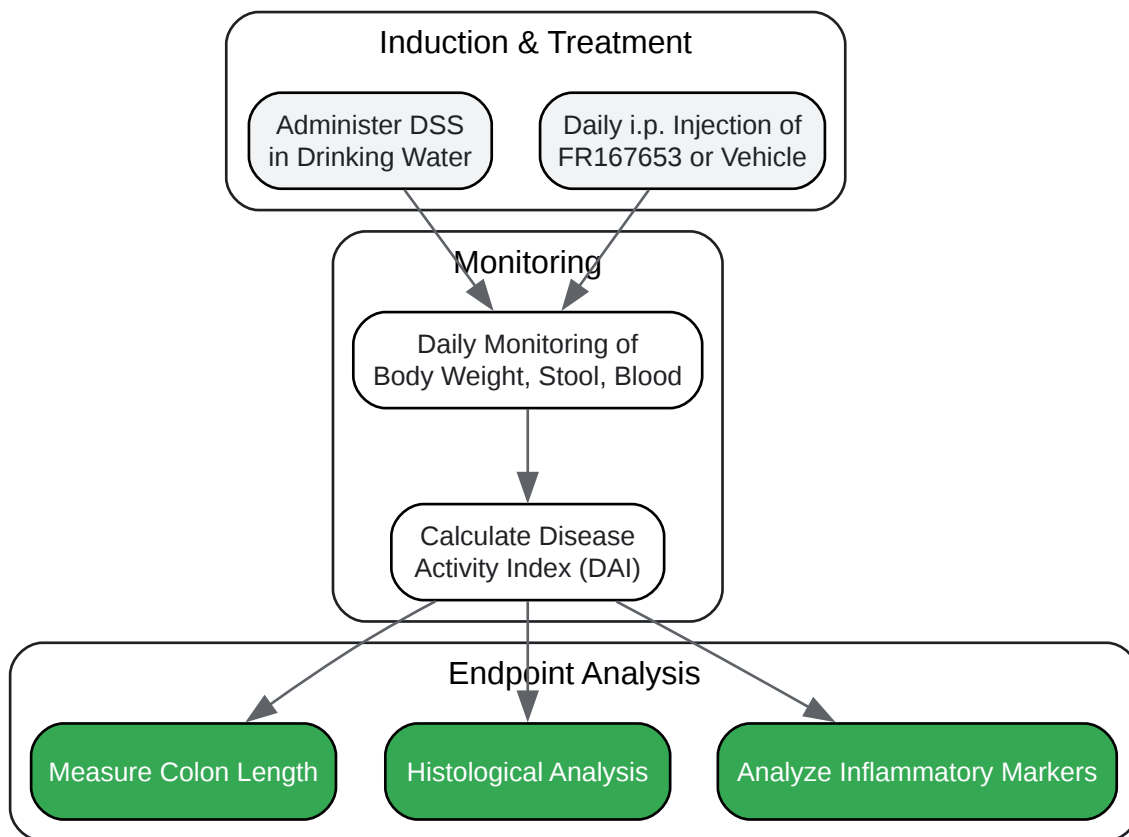 Induction & Treatment
Administer DSS
in Drinking Water
Daily i.p. Injection of
FR167653 or Vehicle
Monitoring
Daily Monitoring of
Body Weight, Stool, Blood
Calculate Disease
Activity Index (DAI)
Endpoint Analysis
Measure Colon Length
Histological Analysis
Analyze Inflammatory Markers